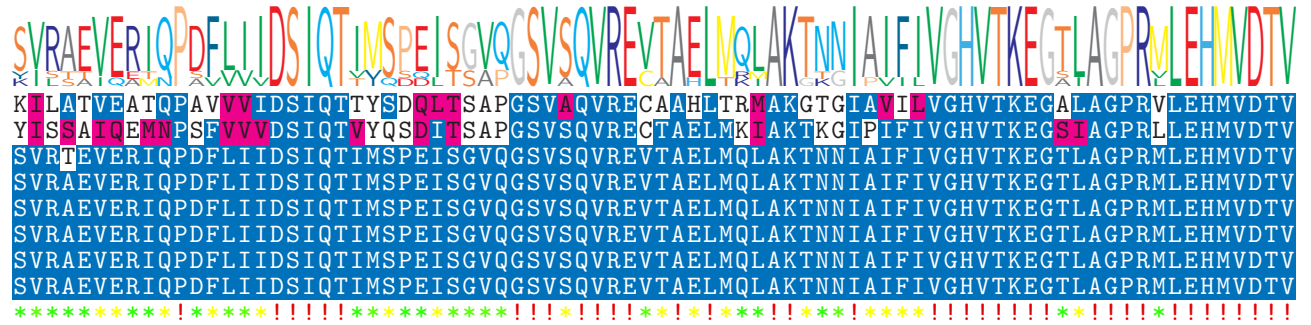 SVRAEVERIQPDFLIIDSIQTIMSPEISGVQGSVSQVREVTAELMQLAKTNNIAIFIVGHVTKEGTLAGPRMLEHMVDTV
KILATVEATQPAVVVIDSIQTTYSDQLTSAPGSVAQVRECAAHLTRMAKGTGIAVILVGHVTKEGALAGPRVLEHMVDTV
YISSAIQEMNPSFVVVDSIQTVYQSDITSAPGSVSQVRECTAELMKIAKTKGIPIFIVGHVTKEGSIAGPRLLEHMVDTV
SVRTEVERIQPDFLIIDSIQTIMSPEISGVQGSVSQVREVTAELMQLAKTNNIAIFIVGHVTKEGTLAGPRMLEHMVDTV
SVRAEVERIQPDFLIIDSIQTIMSPEISGVQGSVSQVREVTAELMQLAKTNNIAIFIVGHVTKEGTLAGPRMLEHMVDTV
SVRAEVERIQPDFLIIDSIQTIMSPEISGVQGSVSQVREVTAELMQLAKTNNIAIFIVGHVTKEGTLAGPRMLEHMVDTV
SVRAEVERIQPDFLIIDSIQTIMSPEISGVQGSVSQVREVTAELMQLAKTNNIAIFIVGHVTKEGTLAGPRMLEHMVDTV
SVRAEVERIQPDFLIIDSIQTIMSPEISGVQGSVSQVREVTAELMQLAKTNNIAIFIVGHVTKEGTLAGPRMLEHMVDTV
SVRAEVERIQPDFLIIDSIQTIMSPEISGVQGSVSQVREVTAELMQLAKTNNIAIFIVGHVTKEGTLAGPRMLEHMVDTV
**********!*****!!!!!**********!!!*!!!!**!*!***!!***!****!!!!!!!!**!!!!*!!!!!!!!